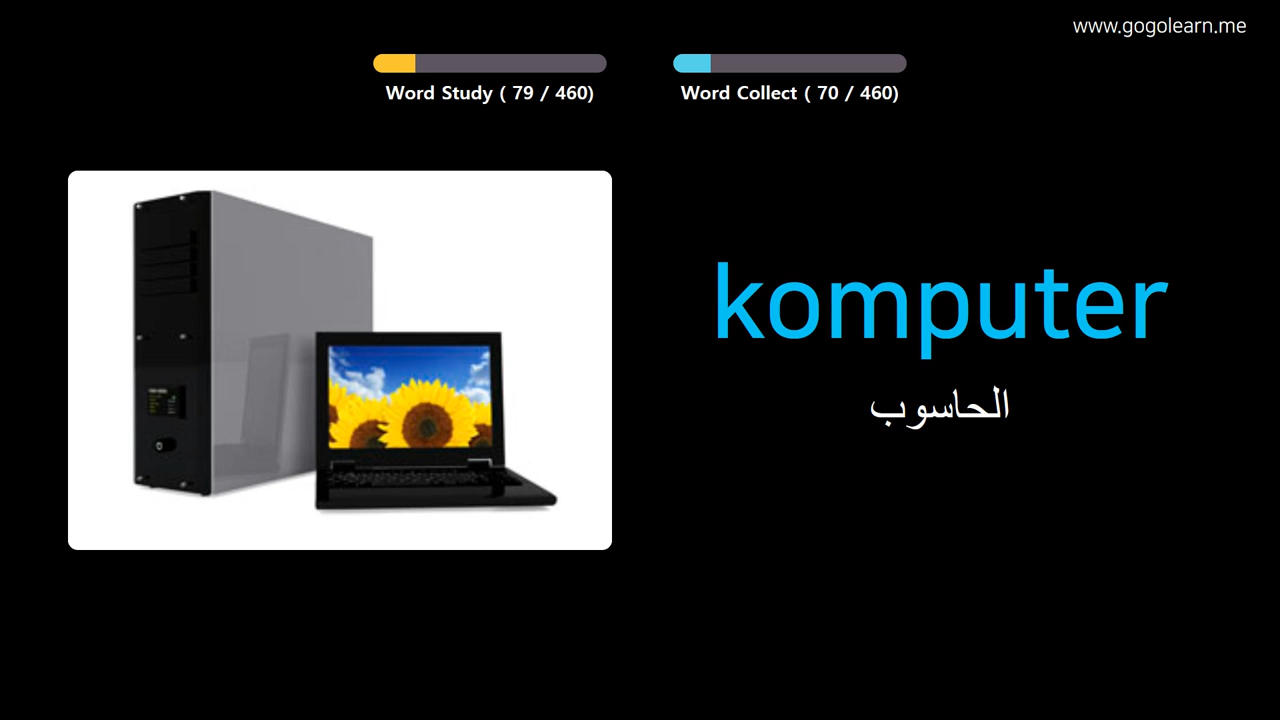 www.gogolearn.me
Word Study ( 79 / 460)
Word Collect ( 70 / 460)
komputer
الحاسوب